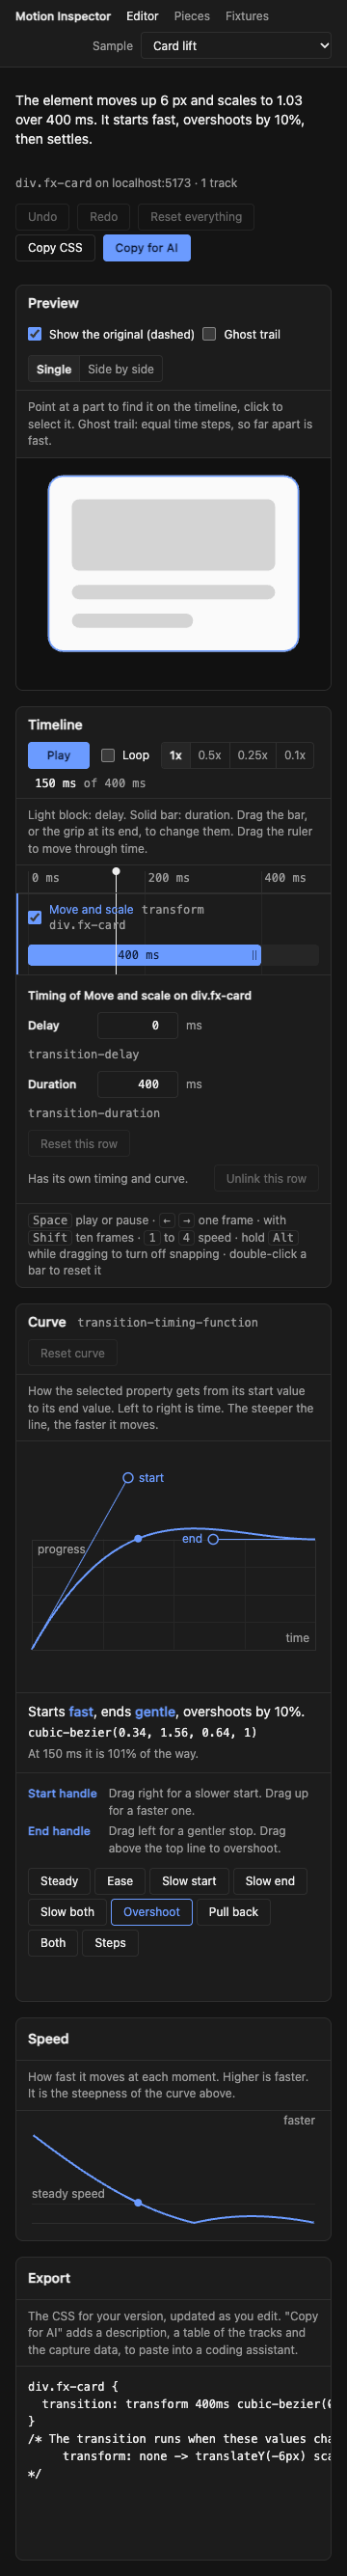 Motion Inspector Editor Pieces Fixtures
Sample Card lift
The element moves up 6 px and scales to 1.03
over 400 ms. It starts fast, overshoots by 10%,
then settles.
div.fx-card on localhost:5173 · 1 track
Undo Redo Reset everything
Copy CSS Copy for AI
Preview
Show the original (dashed) Ghost trail
Single Side by side
Point at a part to find it on the timeline, click to
select it. Ghost trail: equal time steps, so far apart is
fast.
Timeline
Play Loop 1x 0.5x 0.25x 0.1x
150 ms of 400 ms
Light block: delay. Solid bar: duration. Drag the bar,
or the grip at its end, to change them. Drag the ruler
to move through time.
0 ms 200 ms 400 ms
Move and scale transform
div.fx-card
400 ms
Timing of Move and scale on div.fx-card
Delay 0 ms
transition-delay
Duration 400 ms
transition-duration
Reset this row
Has its own timing and curve. Unlink this row
Space play or pause · ← → one frame · with
Shift ten frames · 1 to 4 speed · hold Alt
while dragging to turn off snapping · double-click a
bar to reset it
Curve transition-timing-function
Reset curve
How the selected property gets from its start value
to its end value. Left to right is time. The steeper the
line, the faster it moves.
start
end
progress
time
Starts fast, ends gentle, overshoots by 10%.
cubic-bezier(0.34, 1.56, 0.64, 1)
At 150 ms it is 101% of the way.
Start handle Drag right for a slower start. Drag up
for a faster one.
End handle Drag left for a gentler stop. Drag
above the top line to overshoot.
Steady Ease Slow start Slow end
Slow both Overshoot Pull back
Both Steps
Speed
How fast it moves at each moment. Higher is faster.
It is the steepness of the curve above.
faster
steady speed
Export
The CSS for your version, updated as you edit. "Copy
for AI" adds a description, a table of the tracks and
the capture data, to paste into a coding assistant.
div.fx-card {
transition: transform 400ms cubic-bezier(
}
/* The transition runs when these values cha
transform: none -> translateY(-6px) sca
*/